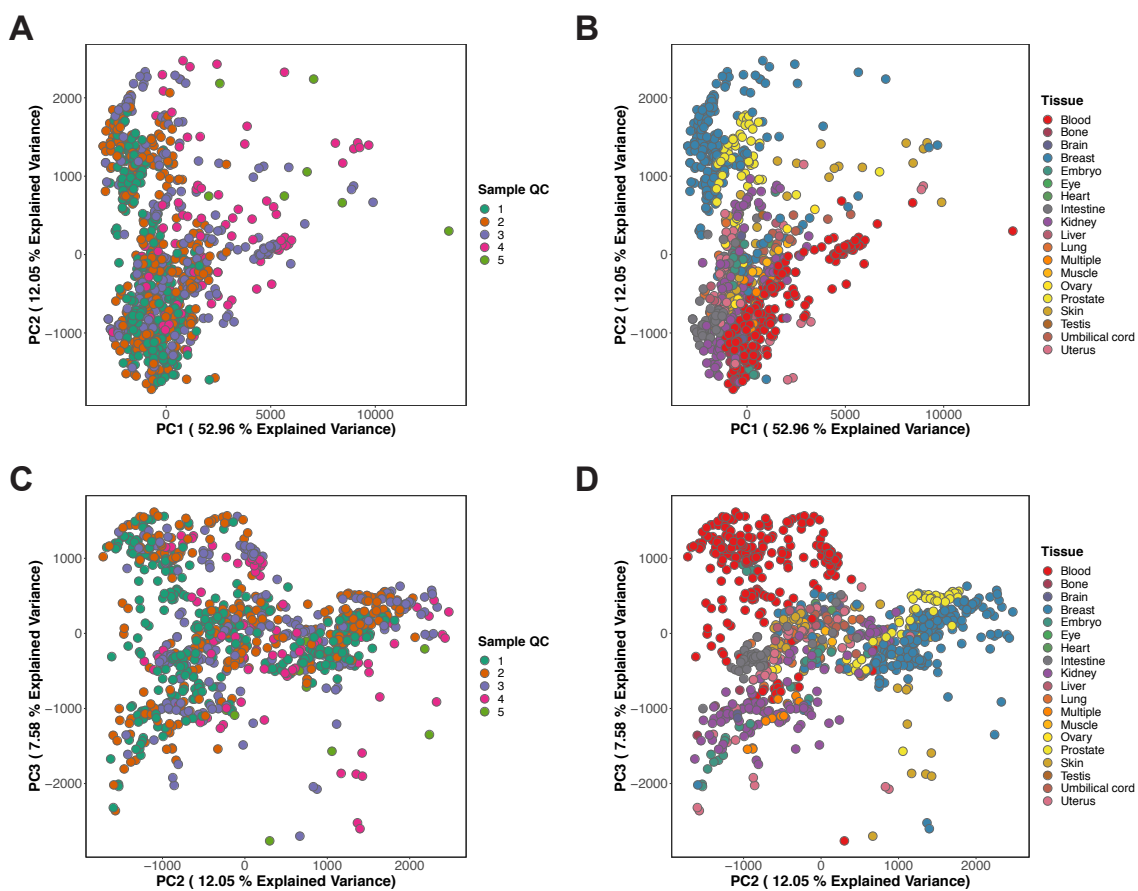 A
B
2000
1000
0
−1000
PC2 ( 12.05 % Explained Variance)
0
5000
10000
PC1 ( 52.96 % Explained Variance)
Sample QC
1
2
3
4
5
2000
1000
0
−1000
PC2 ( 12.05 % Explained Variance)
0
5000
10000
PC1 ( 52.96 % Explained Variance)
Tissue
Blood
Bone
Brain
Breast
Embryo
Eye
Heart
Intestine
Kidney
Liver
Lung
Multiple
Muscle
Ovary
Prostate
Skin
Testis
Umbilical cord
Uterus
C
D
1000
0
−1000
−2000
PC3 ( 7.58 % Explained Variance)
−1000
0
1000
2000
PC2 ( 12.05 % Explained Variance)
Sample QC
1
2
3
4
5
1000
0
−1000
−2000
PC3 ( 7.58 % Explained Variance)
−1000
0
1000
2000
PC2 ( 12.05 % Explained Variance)
Tissue
Blood
Bone
Brain
Breast
Embryo
Eye
Heart
Intestine
Kidney
Liver
Lung
Multiple
Muscle
Ovary
Prostate
Skin
Testis
Umbilical cord
Uterus